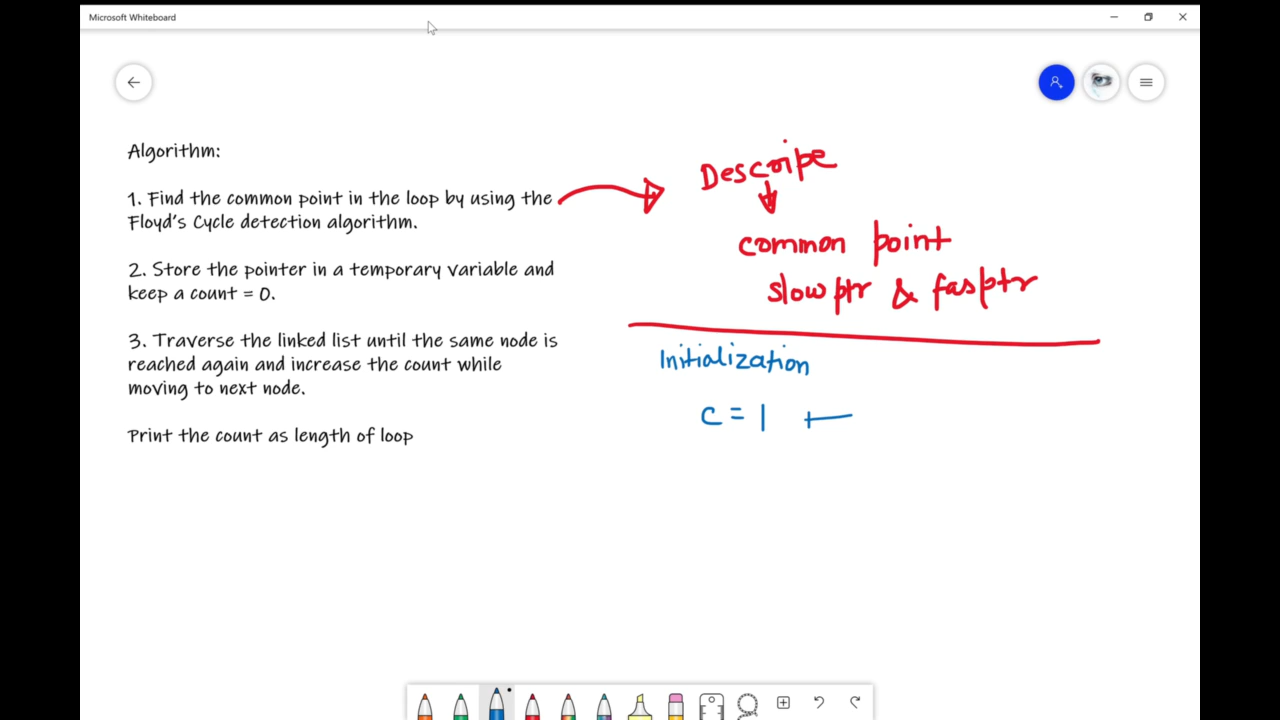 Microsoft Whiteboard
Algorithm:
1. Find the common point in the loop by using the
Floyd's Cycle detection algorithm.
2. Store the pointer in a temporary variable and
keep a count = 0.
3. Traverse the linked list until the same node is
reached again and increase the count while
moving to next node.
Print the count as length of loop
Descripe
common point
slow ptr & fasptr
Initialization
c = 1